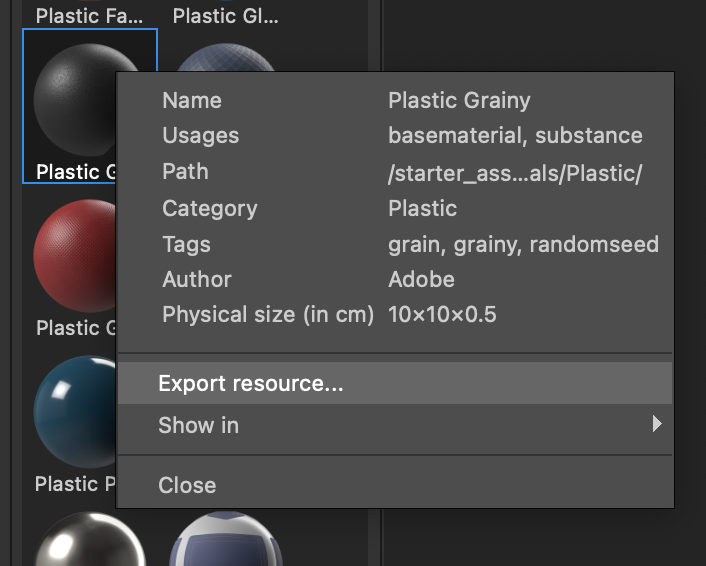 Plastic Fa... Plastic Gl...
Name Plastic Grainy
Usages basematerial, substance
Path /starter_ass...als/Plastic/
Plastic G
Category Plastic
Tags grain, grainy, randomseed
Author Adobe
Physical size (in cm) 10×10×0.5
Plastic G
Export resource...
Show in
Plastic P
Close